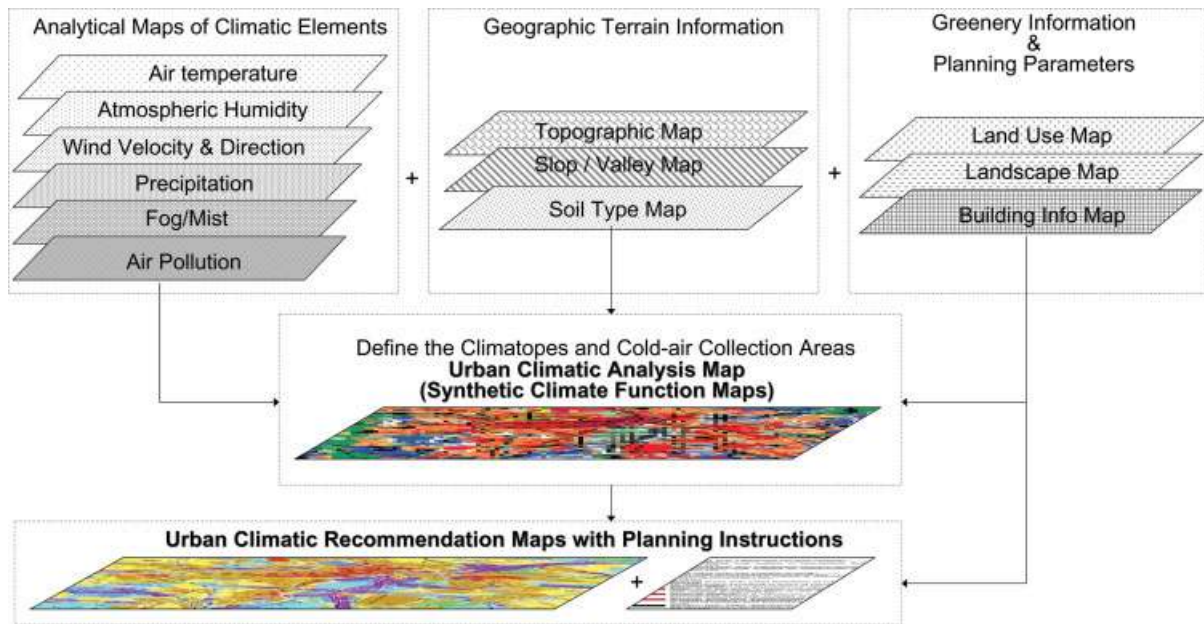 Analytical Maps of Climatic Elements
Air temperature
Atmospheric Humidity
Wind Velocity & Direction
Precipitation
Fog/Mist
Air Pollution
+
Geographic Terrain Information
Topographic Map
Slop / Valley Map
Soil Type Map
+
Greenery Information
&
Planning Parameters
Land Use Map
Landscape Map
Building Info Map
Define the Climatopes and Cold-air Collection Areas
Urban Climatic Analysis Map
(Synthetic Climate Function Maps)
Urban Climatic Recommendation Maps with Planning Instructions
+